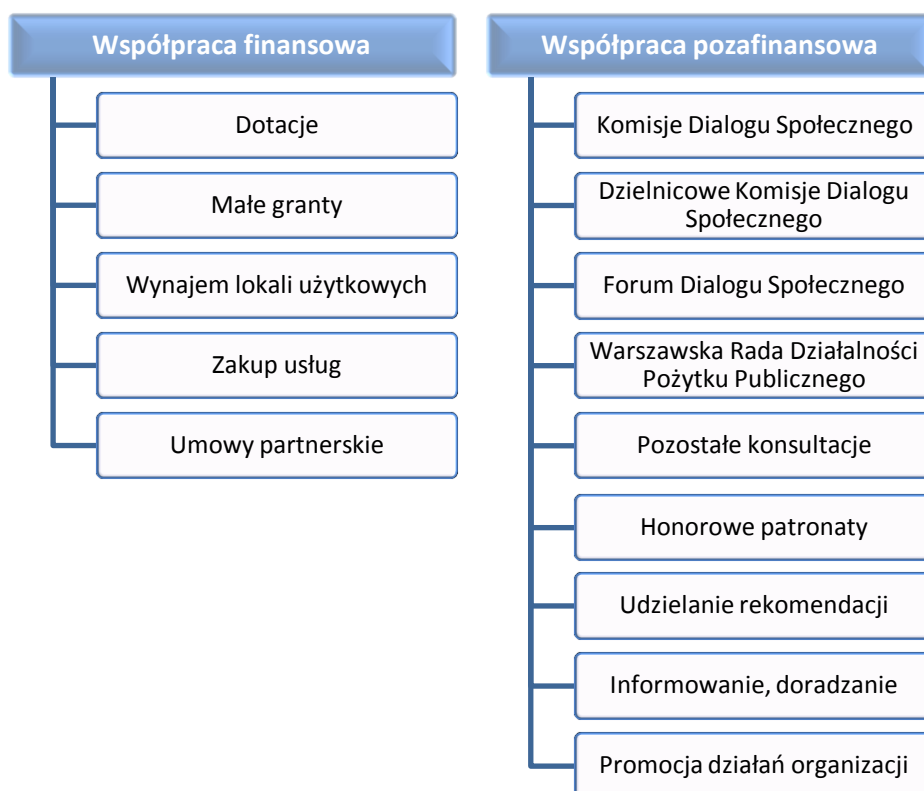 Współpraca finansowa
Dotacje
Małe granty
Wynajem lokali użytkowych
Zakup usług
Umowy partnerskie
Współpraca pozafinansowa
Komisje Dialogu Społecznego
Dzielnicowe Komisje Dialogu
Społecznego
Forum Dialogu Społecznego
Warszawska Rada Działalności
Pożytku Publicznego
Pozostałe konsultacje
Honorowe patronaty
Udzielanie rekomendacji
Informowanie, doradzanie
Promocja działań organizacji